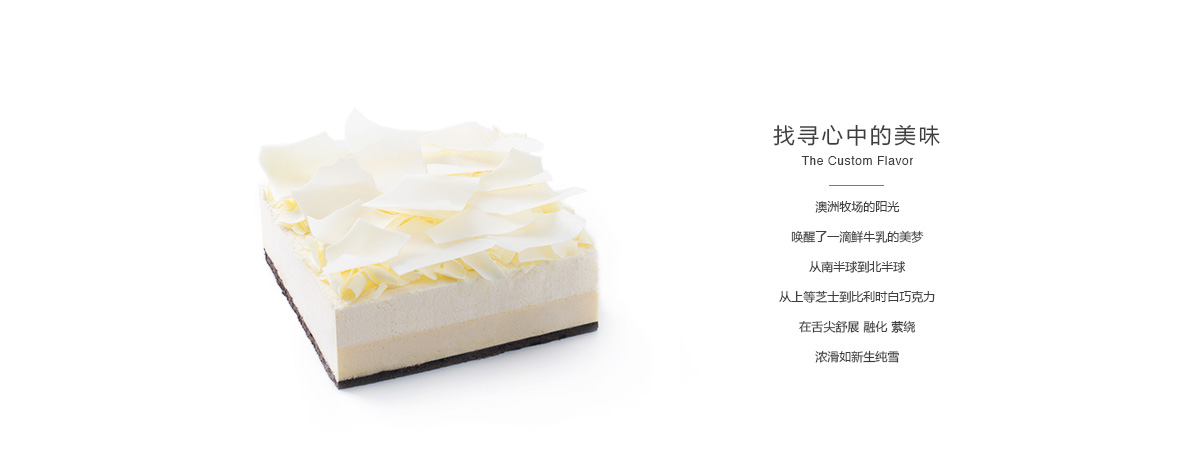 找寻心中的美味
The Custom Flavor
澳洲牧场的阳光
唤醒了一滴鲜牛乳的美梦
从南半球到北半球
从上等芝士到比利时白巧克力
在舌尖舒展 融化 萦绕
浓滑如新生纯雪